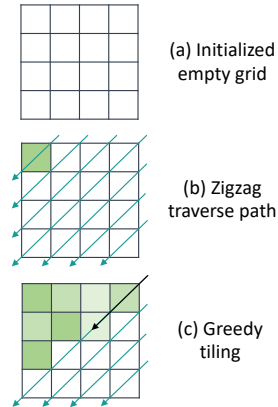 (a) Initialized
empty grid
(b) Zigzag
traverse path
(c) Greedy
tiling